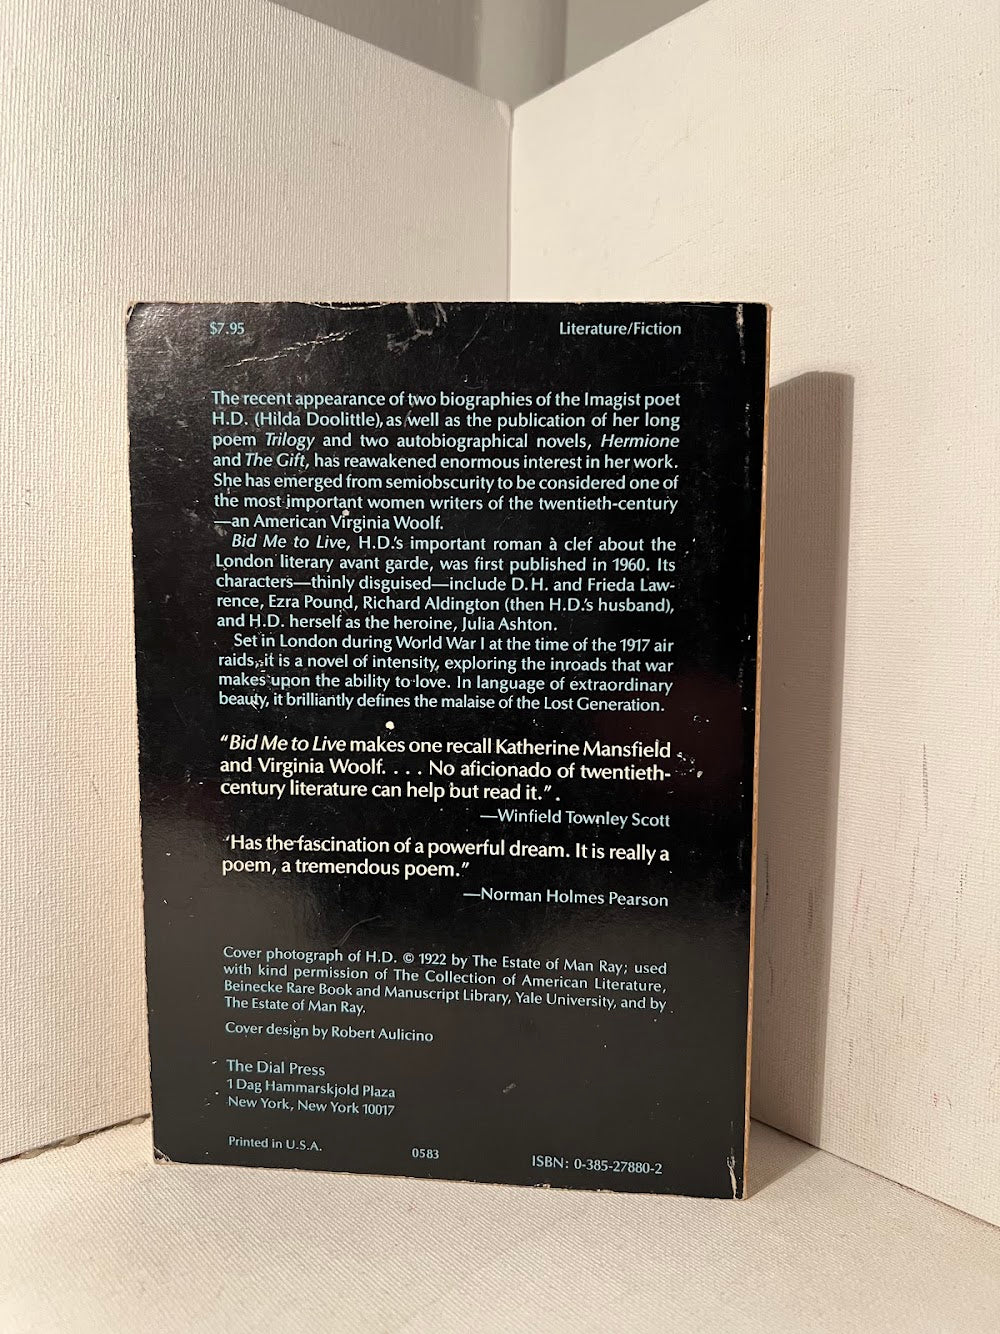 $7.95
Literature/Fiction
The recent appearance of two biographies of the Imagist poet
H.D. (Hilda Doolittle), as well as the publication of her long
poem Trilogy and two autobiographical novels, Hermione
and The Gift, has reawakened enormous interest in her work.
She has emerged from semiobscurity to be considered one of
the most important women writers of the twentieth-century
—an American Virginia Woolf.
Bid Me to Live, H.D.'s important roman à clef about the
London literary avant garde, was first published in 1960. Its
characters—thinly disguised—include D.H. and Frieda Law-
rence, Ezra Pound, Richard Aldington (then H.D.'s husband),
and H.D. herself as the heroine, Julia Ashton.
Set in London during World War I at the time of the 1917 air
raids, it is a novel of intensity, exploring the inroads that war
makes upon the ability to love. In language of extraordinary
beauty, it brilliantly defines the malaise of the Lost Generation.
"Bid Me to Live makes one recall Katherine Mansfield
and Virginia Woolf. . . . No aficionado of twentieth-
century literature can help but read it."
—Winfield Townley Scott
"Has the fascination of a powerful dream. It is really a
poem, a tremendous poem."
—Norman Holmes Pearson
Cover photograph of H.D. © 1922 by The Estate of Man Ray; used
with kind permission of The Collection of American Literature,
Beinecke Rare Book and Manuscript Library, Yale University, and by
The Estate of Man Ray.
Cover design by Robert Aulicino
The Dial Press
1 Dag Hammarskjold Plaza
New York, New York 10017
Printed in U.S.A.
0583
ISBN: 0-385-27880-2